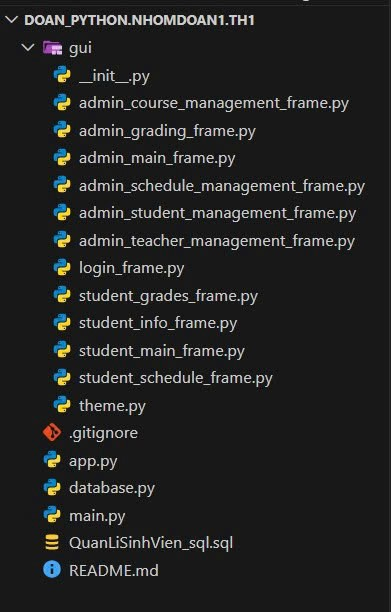 DOAN_PYTHON.NHOMDOAN1.TH1
gui
__init__.py
admin_course_management_frame.py
admin_grading_frame.py
admin_main_frame.py
admin_schedule_management_frame.py
admin_student_management_frame.py
admin_teacher_management_frame.py
login_frame.py
student_grades_frame.py
student_info_frame.py
student_main_frame.py
student_schedule_frame.py
theme.py
.gitignore
app.py
database.py
main.py
QuanLiSinhVien_sql.sql
README.md